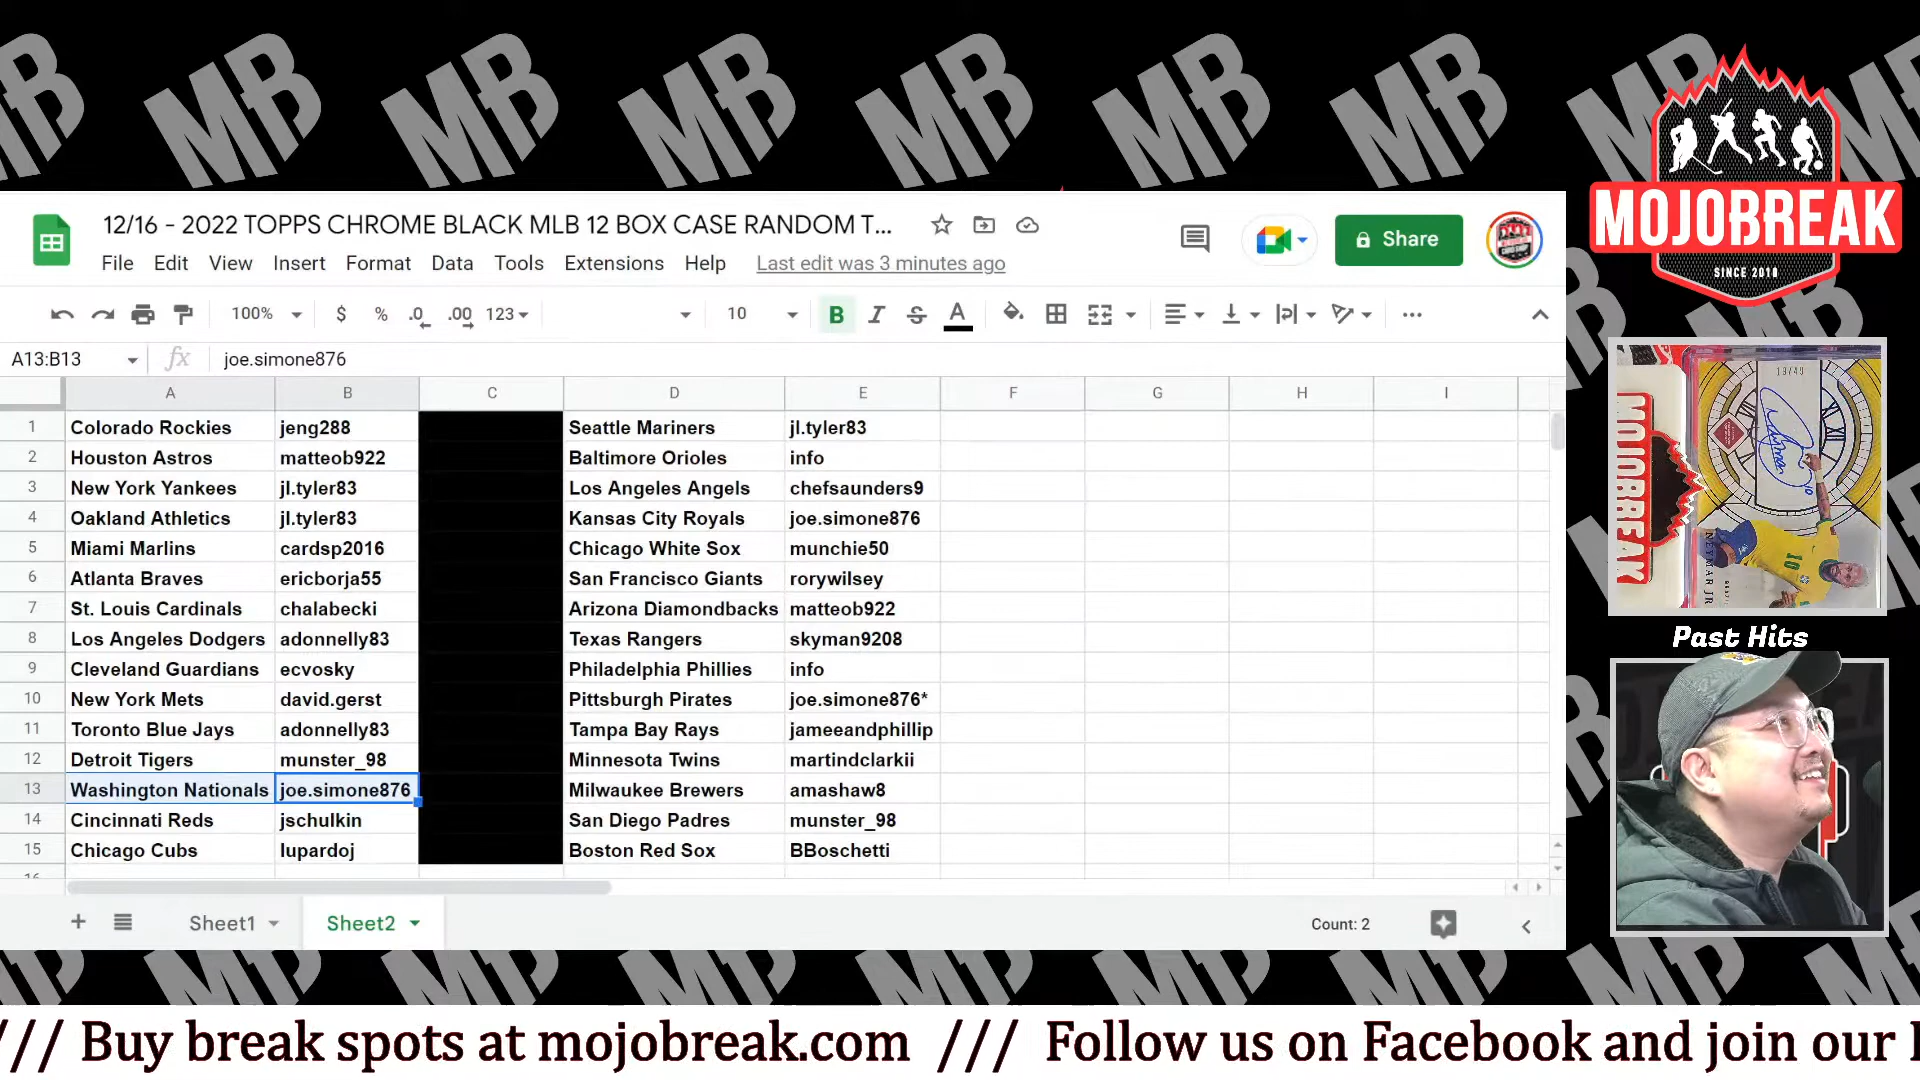 12/16 - 2022 TOPPS CHROME BLACK MLB 12 BOX CASE RANDOM T...
File Edit View Insert Format Data Tools Extensions Help Last edit was 3 minutes ago
Share
100% $ % .0 .00 123 10 B I S A
A13:B13 fx joe.simone876
A B C D E F G H I
1 Colorado Rockies jeng288 Seattle Mariners jl.tyler83
2 Houston Astros matteob922 Baltimore Orioles info
3 New York Yankees jl.tyler83 Los Angeles Angels chefsaunders9
4 Oakland Athletics jl.tyler83 Kansas City Royals joe.simone876
5 Miami Marlins cardsp2016 Chicago White Sox munchie50
6 Atlanta Braves ericborja55 San Francisco Giants rorywilsey
7 St. Louis Cardinals chalabecki Arizona Diamondbacks matteob922
8 Los Angeles Dodgers adonnelly83 Texas Rangers skyman9208
9 Cleveland Guardians ecvosky Philadelphia Phillies info
10 New York Mets david.gerst Pittsburgh Pirates joe.simone876*
11 Toronto Blue Jays adonnelly83 Tampa Bay Rays jameeandphillip
12 Detroit Tigers munster_98 Minnesota Twins martindclarkii
13 Washington Nationals joe.simone876 Milwaukee Brewers amashaw8
14 Cincinnati Reds jschulkin San Diego Padres munster_98
15 Chicago Cubs lupardoj Boston Red Sox BBoschetti
16
Sheet1 Sheet2 Count: 2
MOJOBREAK
SINCE 2010
MOJOBREAK
NEYMAR JR
Past Hits
/// Buy break spots at mojobreak.com /// Follow us on Facebook and join our